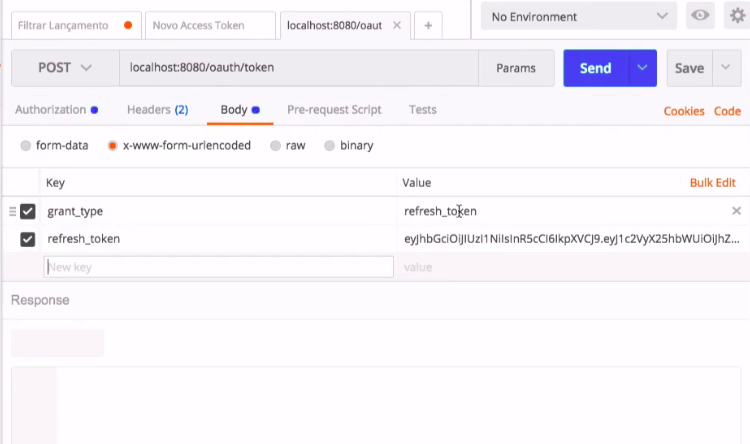 Filtrar Lançamento
Novo Access Token
localhost:8080/oaut
No Environment
POST
localhost:8080/oauth/token
Params
Send
Save
Authorization
Headers (2)
Body
Pre-request Script
Tests
Cookies
Code
form-data
x-www-form-urlencoded
raw
binary
Key
Value
Bulk Edit
grant_type
refresh_token
refresh_token
eyJhbGciOiJIUzI1NiIsInR5cCI6IkpXVCJ9.eyJ1c2VyX25hbWUiOiJhZ...
New key
value
Response